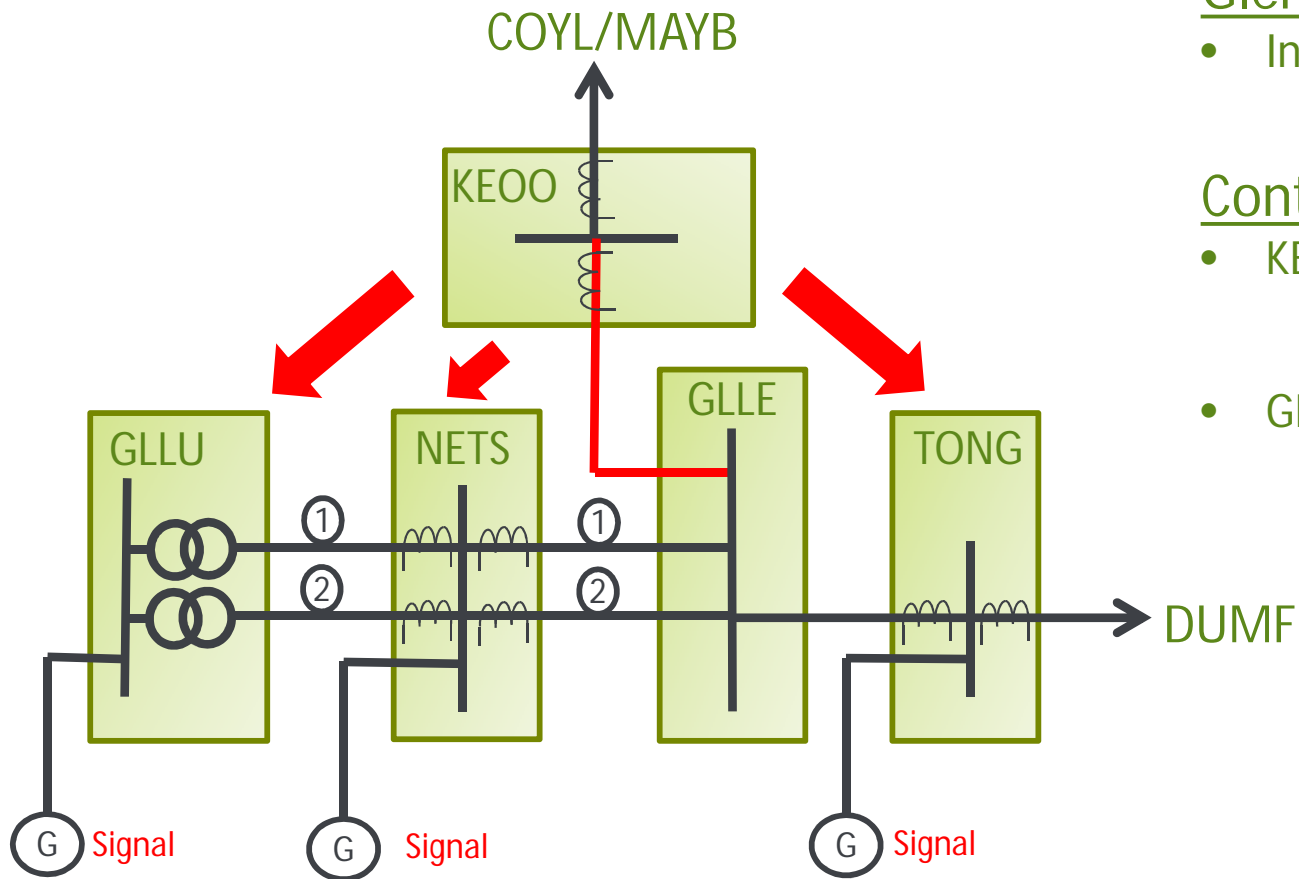 COYL/MAYB
KEOO
GLLU
NETS
GLLE
TONG
1
1
2
2
DUMF
G Signal
G Signal
G Signal
•
•
•